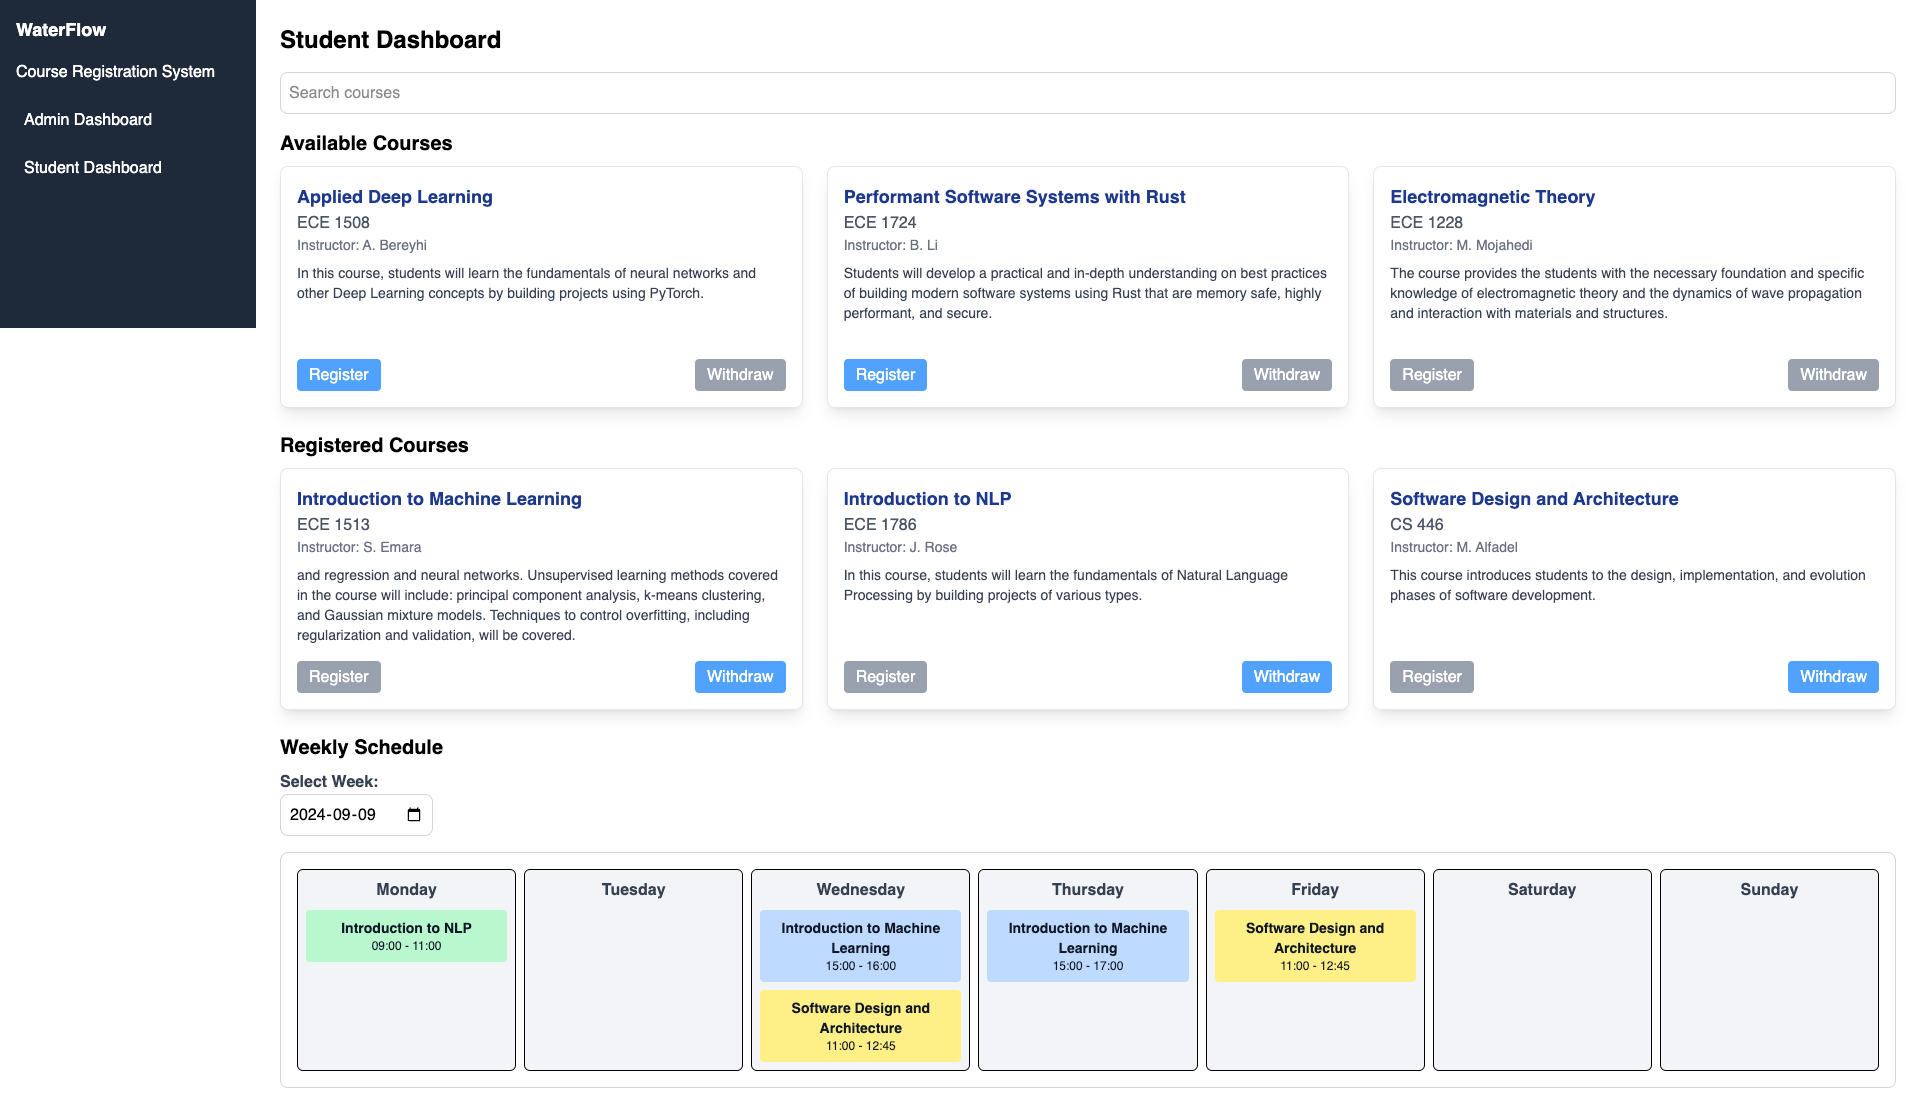 WaterFlow
Course Registration System
Admin Dashboard
Student Dashboard
Student Dashboard
Search courses
Available Courses
Applied Deep Learning
ECE 1508
Instructor: A. Bereyhi
In this course, students will learn the fundamentals of neural networks and
other Deep Learning concepts by building projects using PyTorch.
Register
Withdraw
Performant Software Systems with Rust
ECE 1724
Instructor: B. Li
Students will develop a practical and in-depth understanding on best practices
of building modern software systems using Rust that are memory safe, highly
performant, and secure.
Register
Withdraw
Electromagnetic Theory
ECE 1228
Instructor: M. Mojahedi
The course provides the students with the necessary foundation and specific
knowledge of electromagnetic theory and the dynamics of wave propagation
and interaction with materials and structures.
Register
Withdraw
Registered Courses
Introduction to Machine Learning
ECE 1513
Instructor: S. Emara
and regression and neural networks. Unsupervised learning methods covered
in the course will include: principal component analysis, k-means clustering,
and Gaussian mixture models. Techniques to control overfitting, including
regularization and validation, will be covered.
Register
Withdraw
Introduction to NLP
ECE 1786
Instructor: J. Rose
In this course, students will learn the fundamentals of Natural Language
Processing by building projects of various types.
Register
Withdraw
Software Design and Architecture
CS 446
Instructor: M. Alfadel
This course introduces students to the design, implementation, and evolution
phases of software development.
Register
Withdraw
Weekly Schedule
Select Week:
2024-09-09
Monday
Introduction to NLP
09:00 - 11:00
Tuesday
Wednesday
Introduction to Machine
Learning
15:00 - 16:00
Software Design and
Architecture
11:00 - 12:45
Thursday
Introduction to Machine
Learning
15:00 - 17:00
Friday
Software Design and
Architecture
11:00 - 12:45
Saturday
Sunday